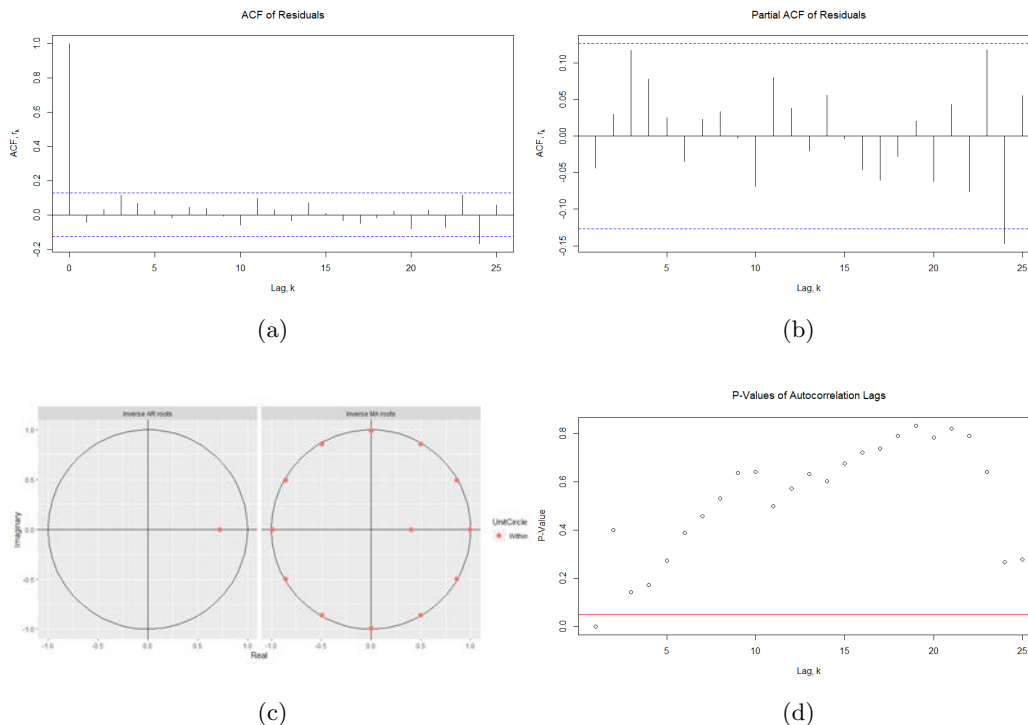 ACF of Residuals
ACF, rk
1.0
0.8
0.6
0.4
0.2
0.0
-0.2
0 5 10 15 20 25
Lag, k
(a)
Partial ACF of Residuals
ACF, rk
0.10
0.05
0.00
-0.05
-0.10
-0.15
5 10 15 20 25
Lag, k
(b)
Inverse AR roots
Inverse MA roots
Imaginary
1.0
0.5
0.0
-0.5
-1.0
-1.0 -0.5 0.0 0.5 1.0
-1.0 -0.5 0.0 0.5 1.0
Real
UnitCircle
Within
(c)
P-Values of Autocorrelation Lags
P-Value
0.8
0.6
0.4
0.2
0.0
5 10 15 20 25
Lag, k
(d)